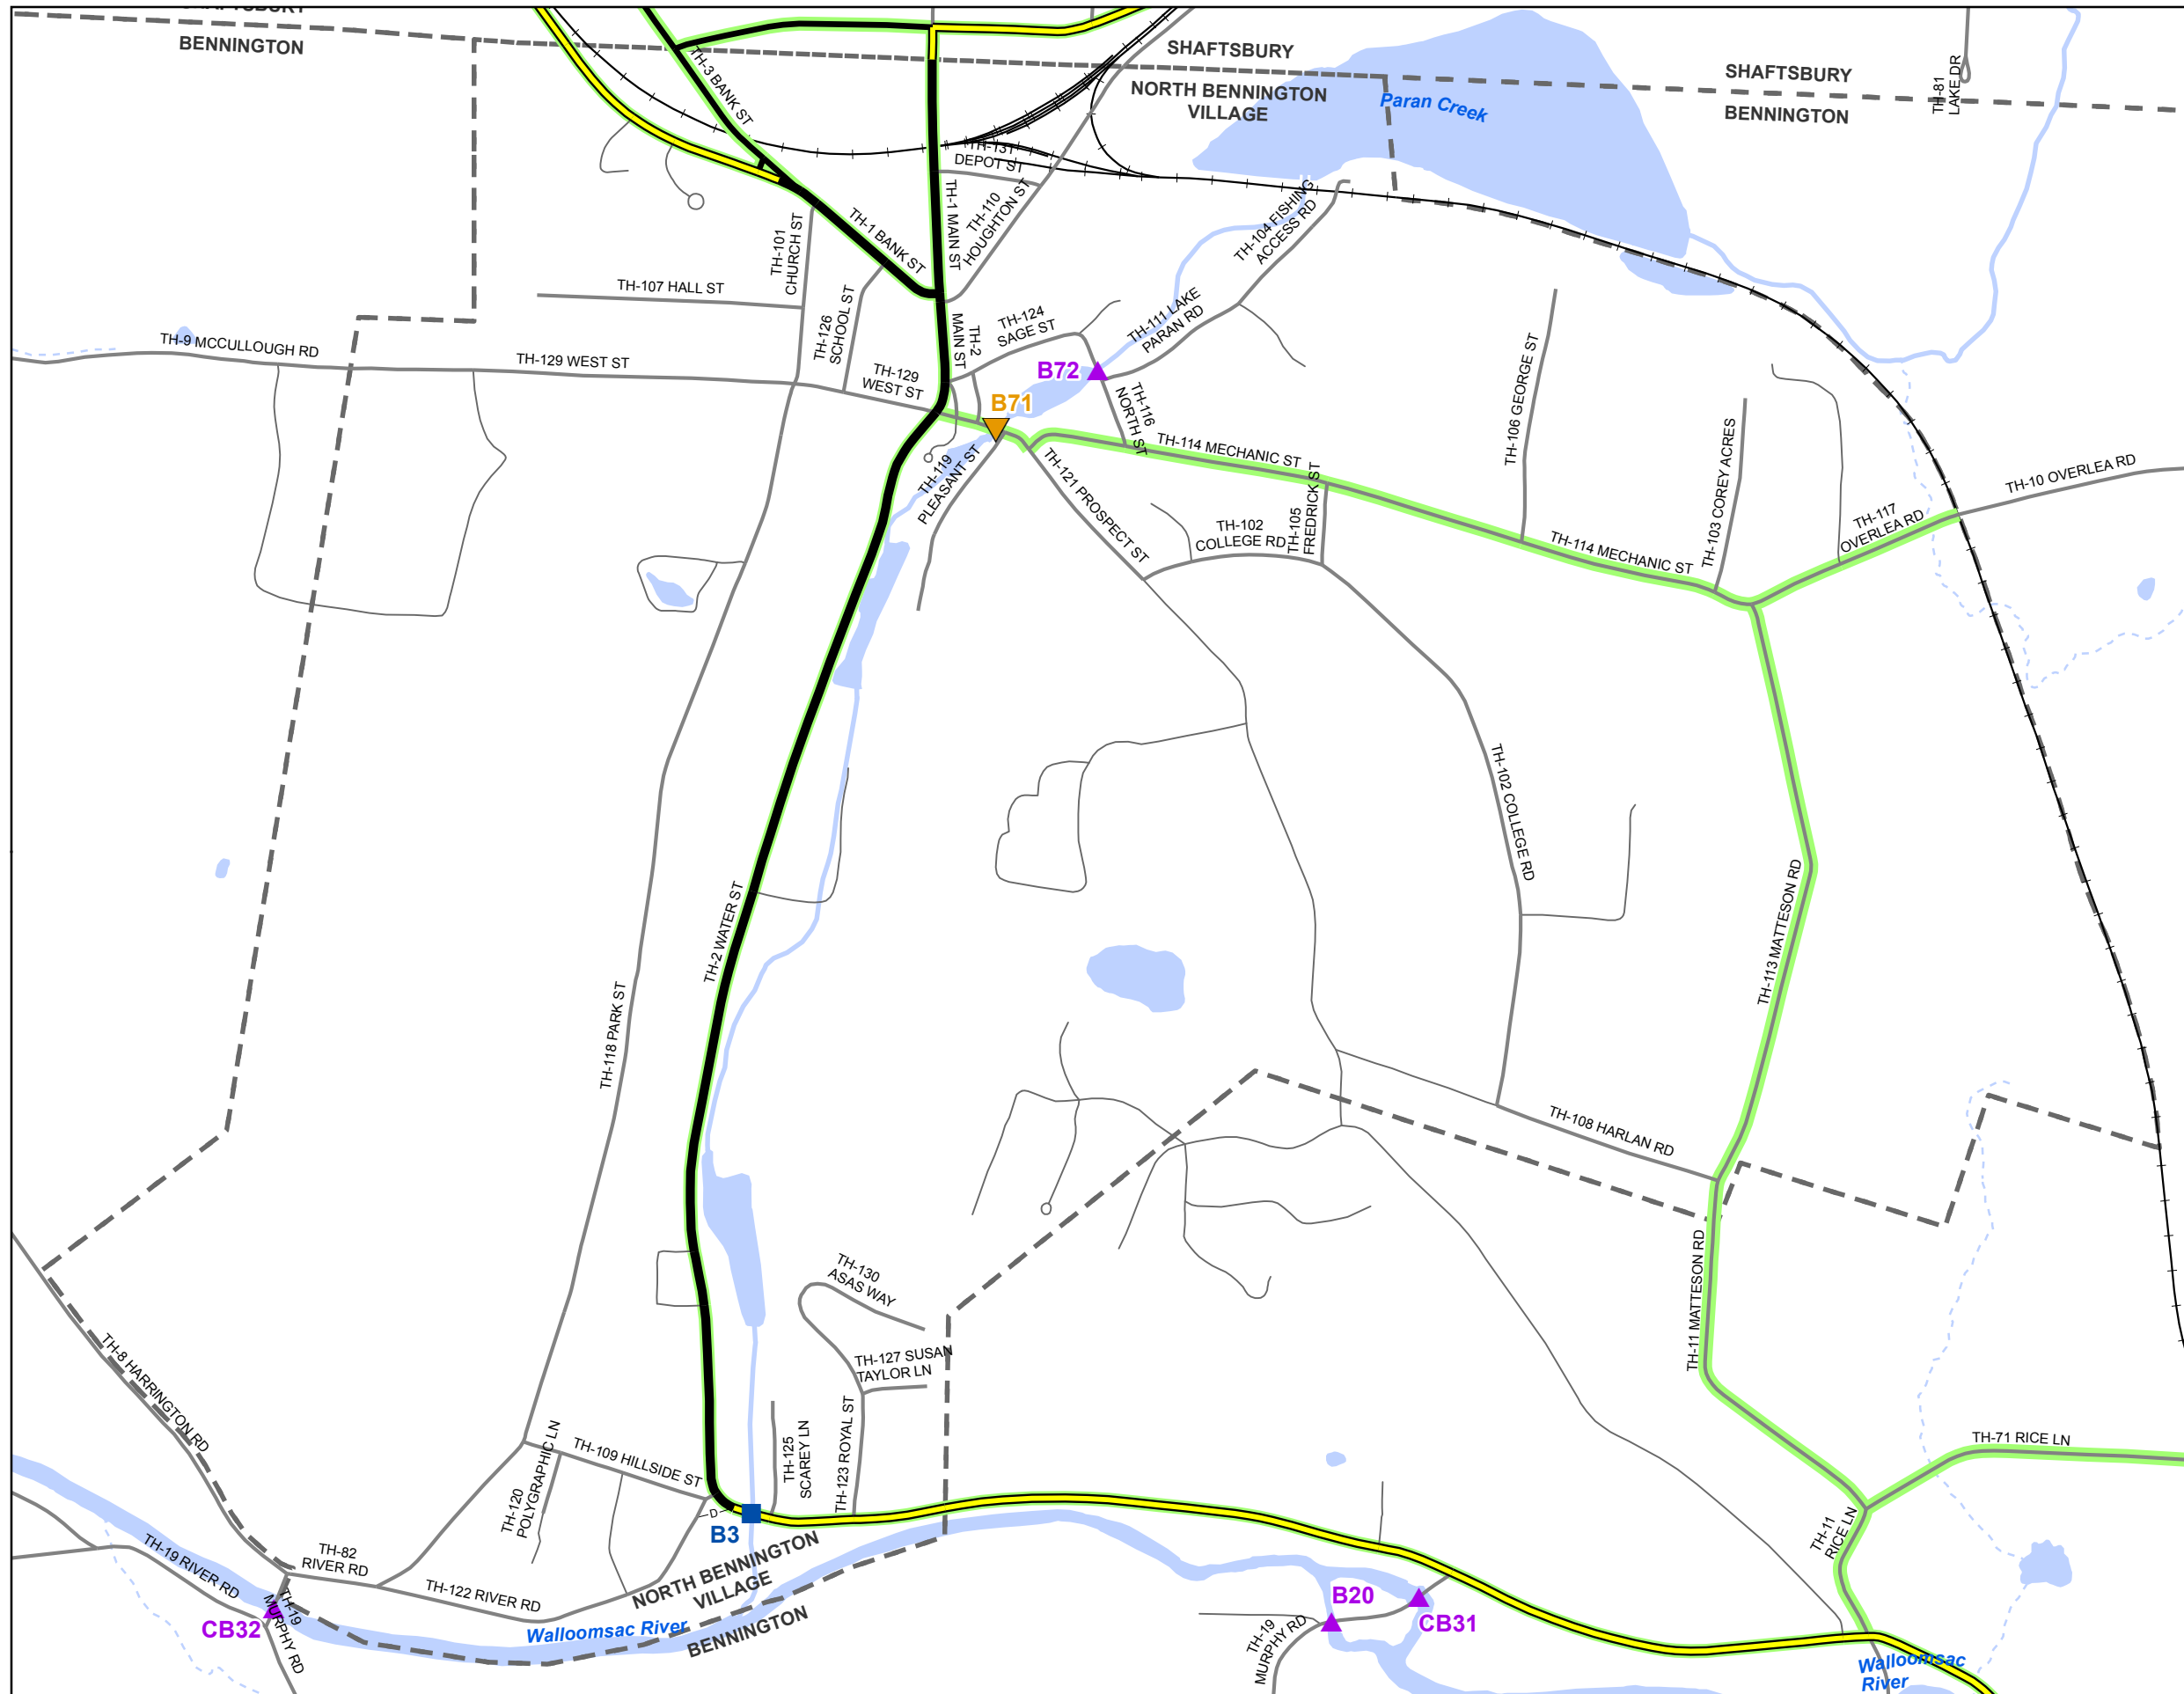 SHAFTSBURY
BENNINGTON
SHAFTSBURY
NORTH BENNINGTON
VILLAGE
Paran Creek
SHAFTSBURY
BENNINGTON
TH-81
LAKE DR
TH-3 BANK ST
TH-131
DEPOT ST
TH-1 MAIN ST
TH-110
HOUGHTON ST
TH-104 FISHING
ACCESS RD
TH-101
CHURCH ST
TH-1 BANK ST
TH-107 HALL ST
TH-126
SCHOOL ST
TH-2
MAIN ST
TH-124
SAGE ST
TH-111 LAKE
PARAN RD
TH-9 MCCULLOUGH RD
TH-129 WEST ST
TH-129
WEST ST
B72
B71
TH-116
NORTH ST
TH-106 GEORGE ST
TH-114 MECHANIC ST
TH-119
PLEASANT ST
TH-121 PROSPECT ST
TH-102
COLLEGE RD
TH-105
FREDRICK ST
TH-103 COREY ACRES
TH-117
OVERLEA RD
TH-10 OVERLEA RD
TH-114 MECHANIC ST
TH-102 COLLEGE RD
TH-2 WATER ST
TH-113 MATTESON RD
TH-118 PARK ST
TH-108 HARLAN RD
TH-130
ASAS WAY
TH-11 MATTESON RD
TH-8 HARRINGTON RD
TH-127 SUSAN
TAYLOR LN
TH-125
SCAREY LN
TH-123 ROYAL ST
TH-109 HILLSIDE ST
TH-120
POLYGRAPHIC LN
TH-71 RICE LN
TH-11
RICE LN
D
B3
NORTH BENNINGTON
VILLAGE
TH-19 RIVER RD
TH-82
RIVER RD
TH-122 RIVER RD
TH-19
MURPHY RD
CB32
Walloomsac River
BENNINGTON
B20
CB31
TH-19
MURPHY RD
Walloomsac
River